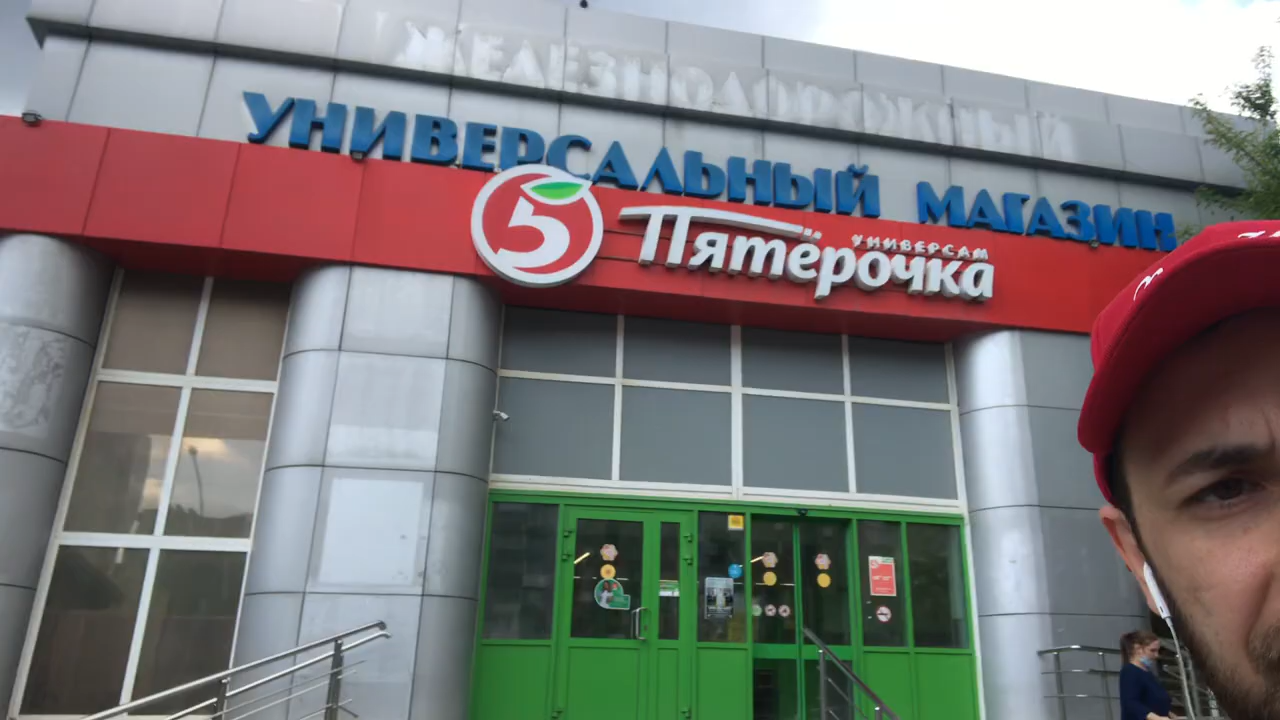 ЖЕЛЕЗНОДОРОЖНЫЙ
УНИВЕРСАЛЬНЫЙ МАГАЗИН
5
УНИВЕРСАМ
Пятёрочка